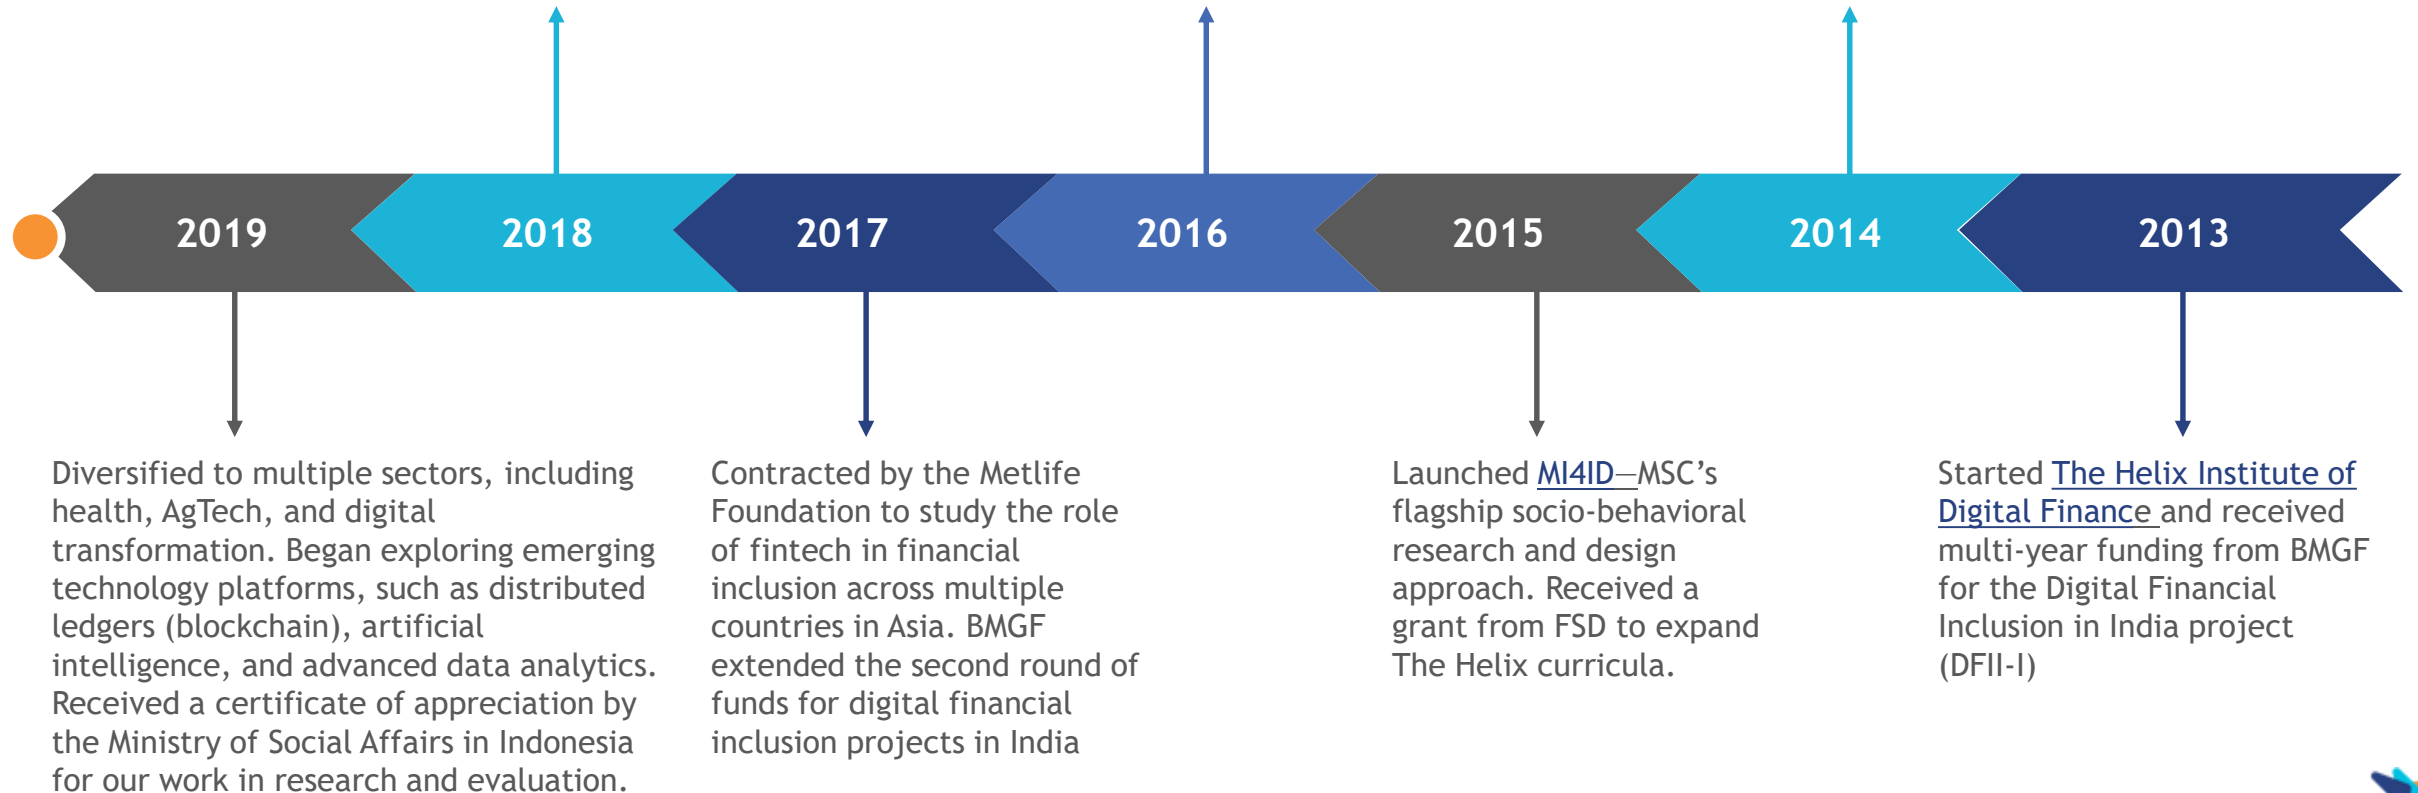 2019
2018
2017
2016
2015
2014
2013
Diversified to multiple sectors, including
health, AgTech, and digital
transformation. Began exploring emerging
technology platforms, such as distributed
ledgers (blockchain), artificial
intelligence, and advanced data analytics.
Received a certificate of appreciation by
the Ministry of Social Affairs in Indonesia
for our work in research and evaluation.
Contracted by the Metlife
Foundation to study the role
of fintech in financial
inclusion across multiple
countries in Asia. BMGF
extended the second round of
funds for digital financial
inclusion projects in India
Launched MI4ID—MSC’s
flagship socio-behavioral
research and design
approach. Received a
grant from FSD to expand
The Helix curricula.
Started The Helix Institute of
Digital Finance and received
multi-year funding from BMGF
for the Digital Financial
Inclusion in India project
(DFII-I)